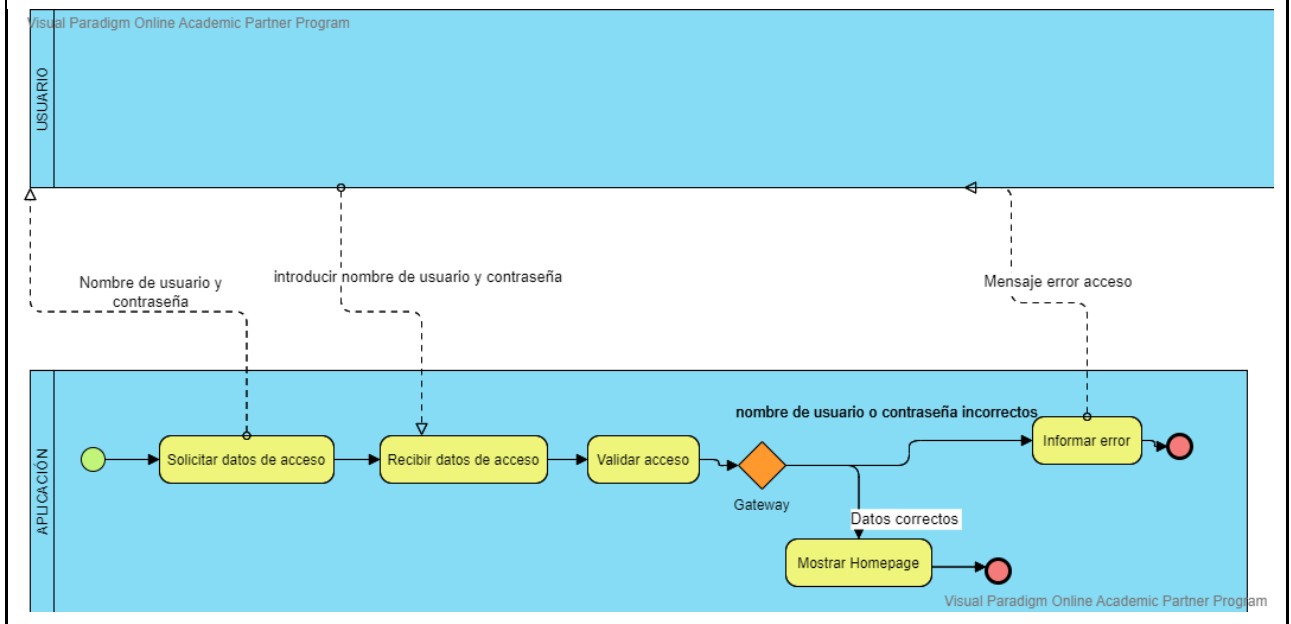 Visual Paradigm Online Academic Partner Program
USUARIO
Nombre de usuario y
contraseña
introducir nombre de usuario y contraseña
Mensaje error acceso
APLICACIÓN
nombre de usuario o contraseña incorrectos
Solicitar datos de acceso
Recibir datos de acceso
Validar acceso
Informar error
Gateway
Datos correctos
Mostrar Homepage
Visual Paradigm Online Academic Partner Program